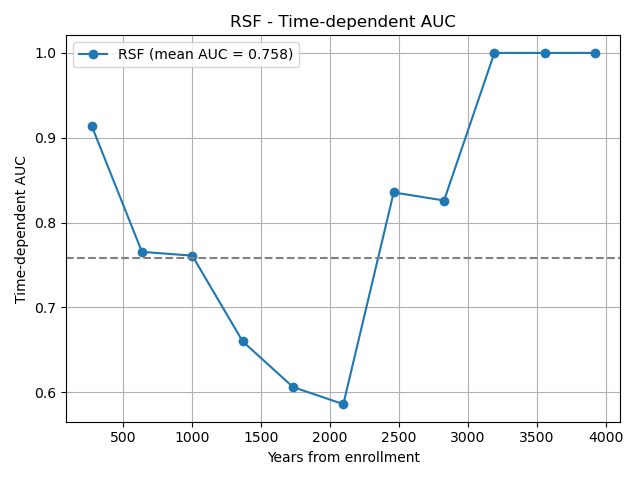 RSF - Time-dependent AUC
RSF (mean AUC = 0.758)
Time-dependent AUC
1.0
0.9
0.8
0.7
0.6
500 1000 1500 2000 2500 3000 3500 4000
Years from enrollment